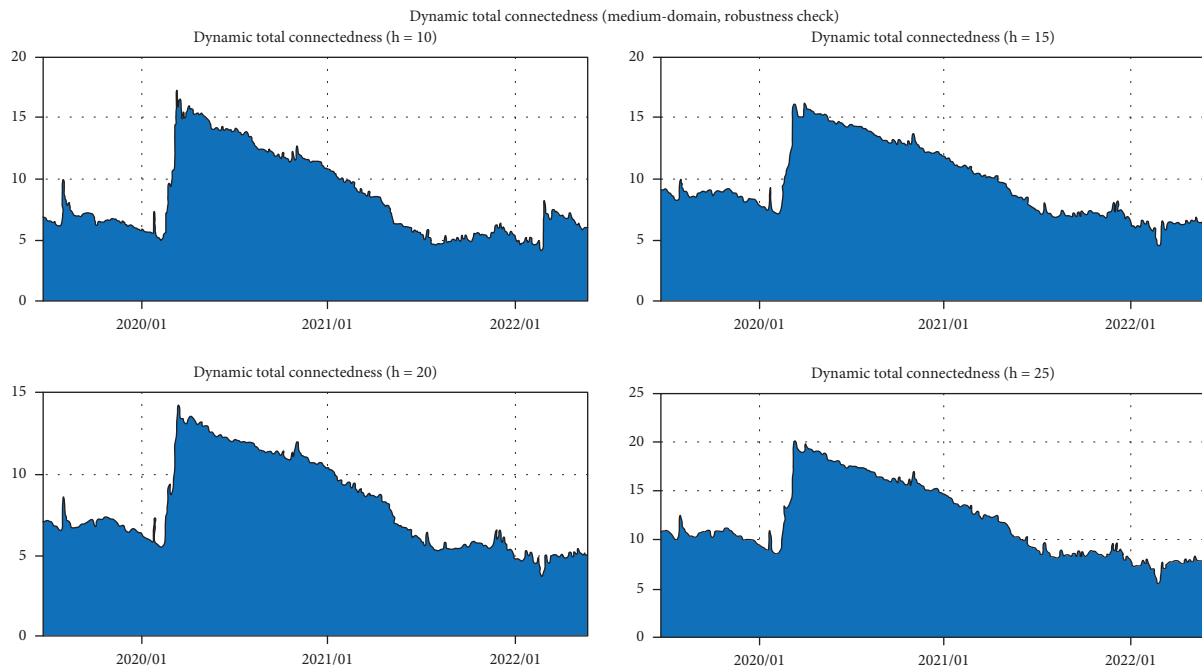 Dynamic total connectedness (medium-domain, robustness check)
Dynamic total connectedness (h = 10)
20
15
10
5
0
2020/01 2021/01 2022/01
Dynamic total connectedness (h = 15)
20
15
10
5
0
2020/01 2021/01 2022/01
Dynamic total connectedness (h = 20)
15
10
5
0
2020/01 2021/01 2022/01
Dynamic total connectedness (h = 25)
25
20
15
10
5
0
2020/01 2021/01 2022/01